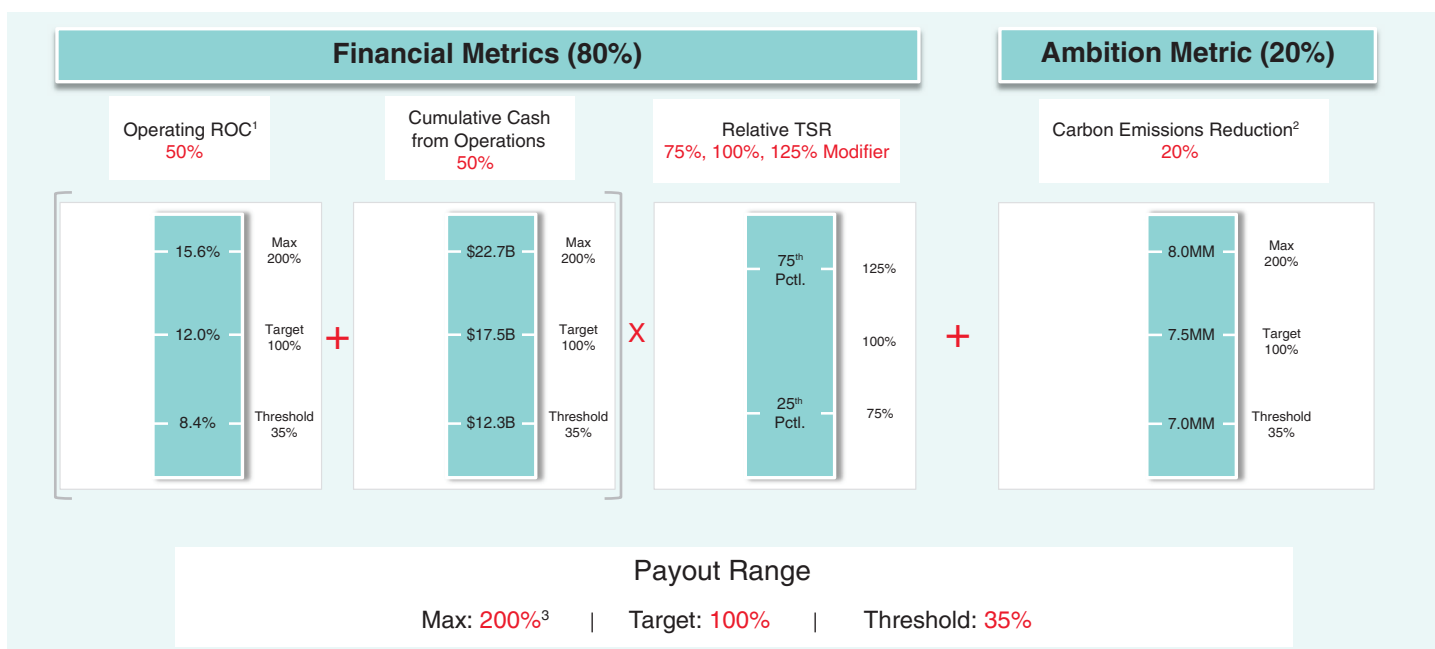 Financial Metrics (80%)
Ambition Metric (20%)
Operating ROC¹
50%
Cumulative Cash
from Operations
50%
Relative TSR
75%, 100%, 125% Modifier
Carbon Emissions Reduction²
20%
15.6%
Max
200%
12.0%
Target
100%
8.4%
Threshold
35%
+
$22.7B
Max
200%
$17.5B
Target
100%
$12.3B
Threshold
35%
X
75th
Pctl.
125%
100%
25th
Pctl.
75%
+
8.0MM
Max
200%
7.5MM
Target
100%
7.0MM
Threshold
35%
Payout Range
Max: 200%³ | Target: 100% | Threshold: 35%